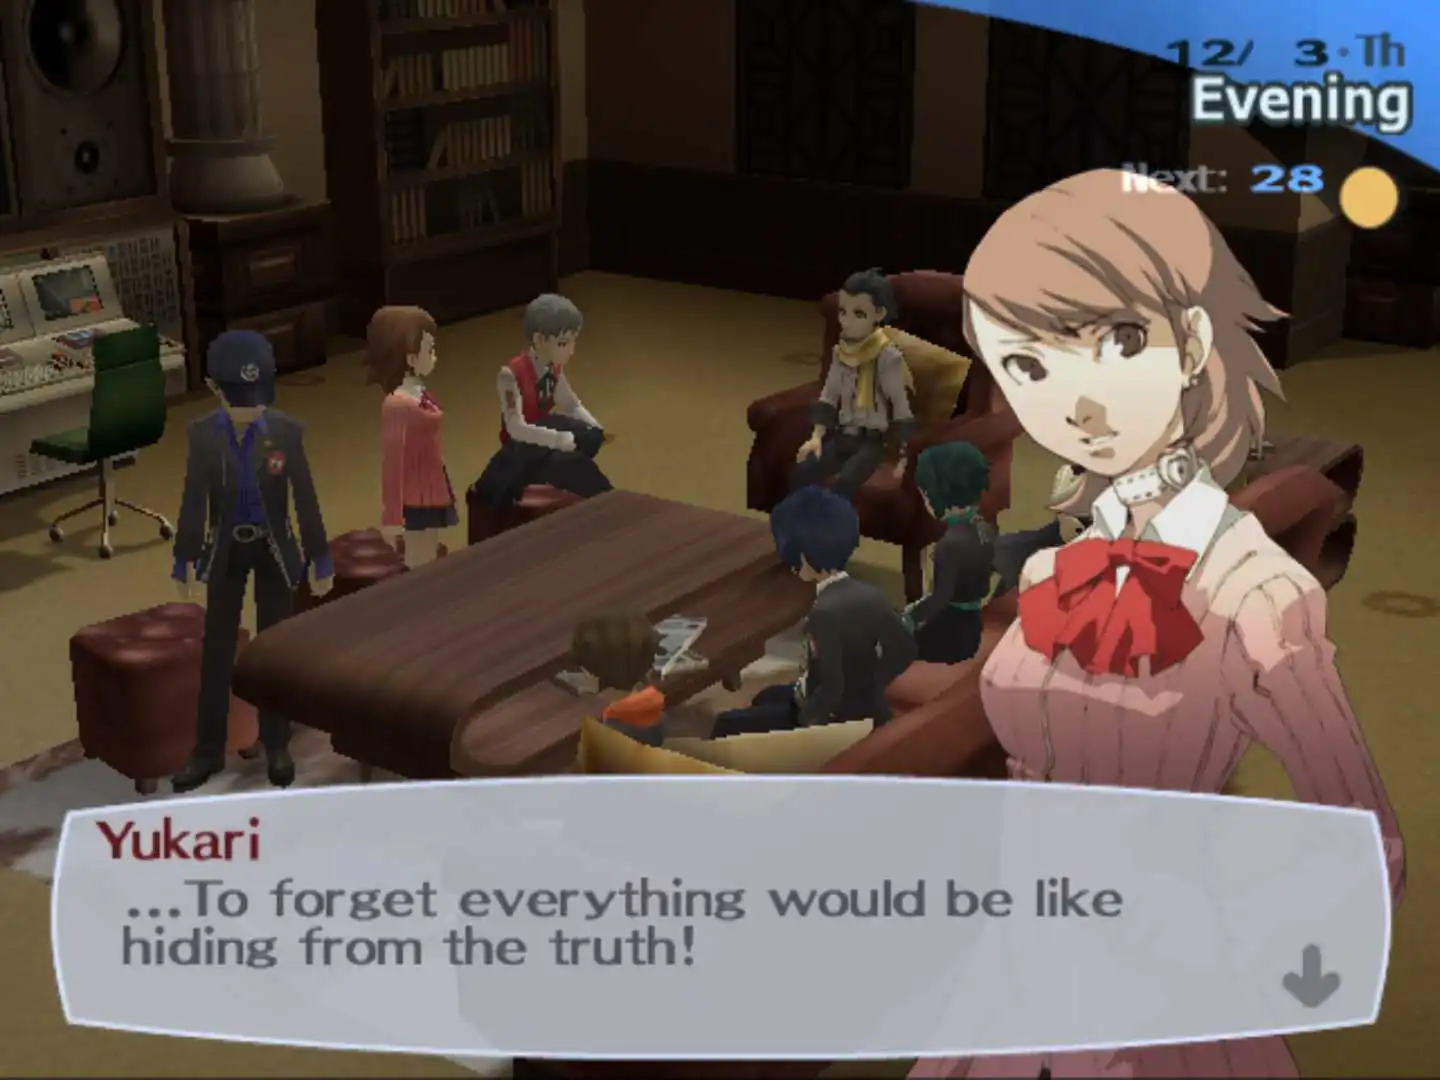 12/ 3・Th
Evening
Next: 28
Yukari
...To forget everything would be like
hiding from the truth!